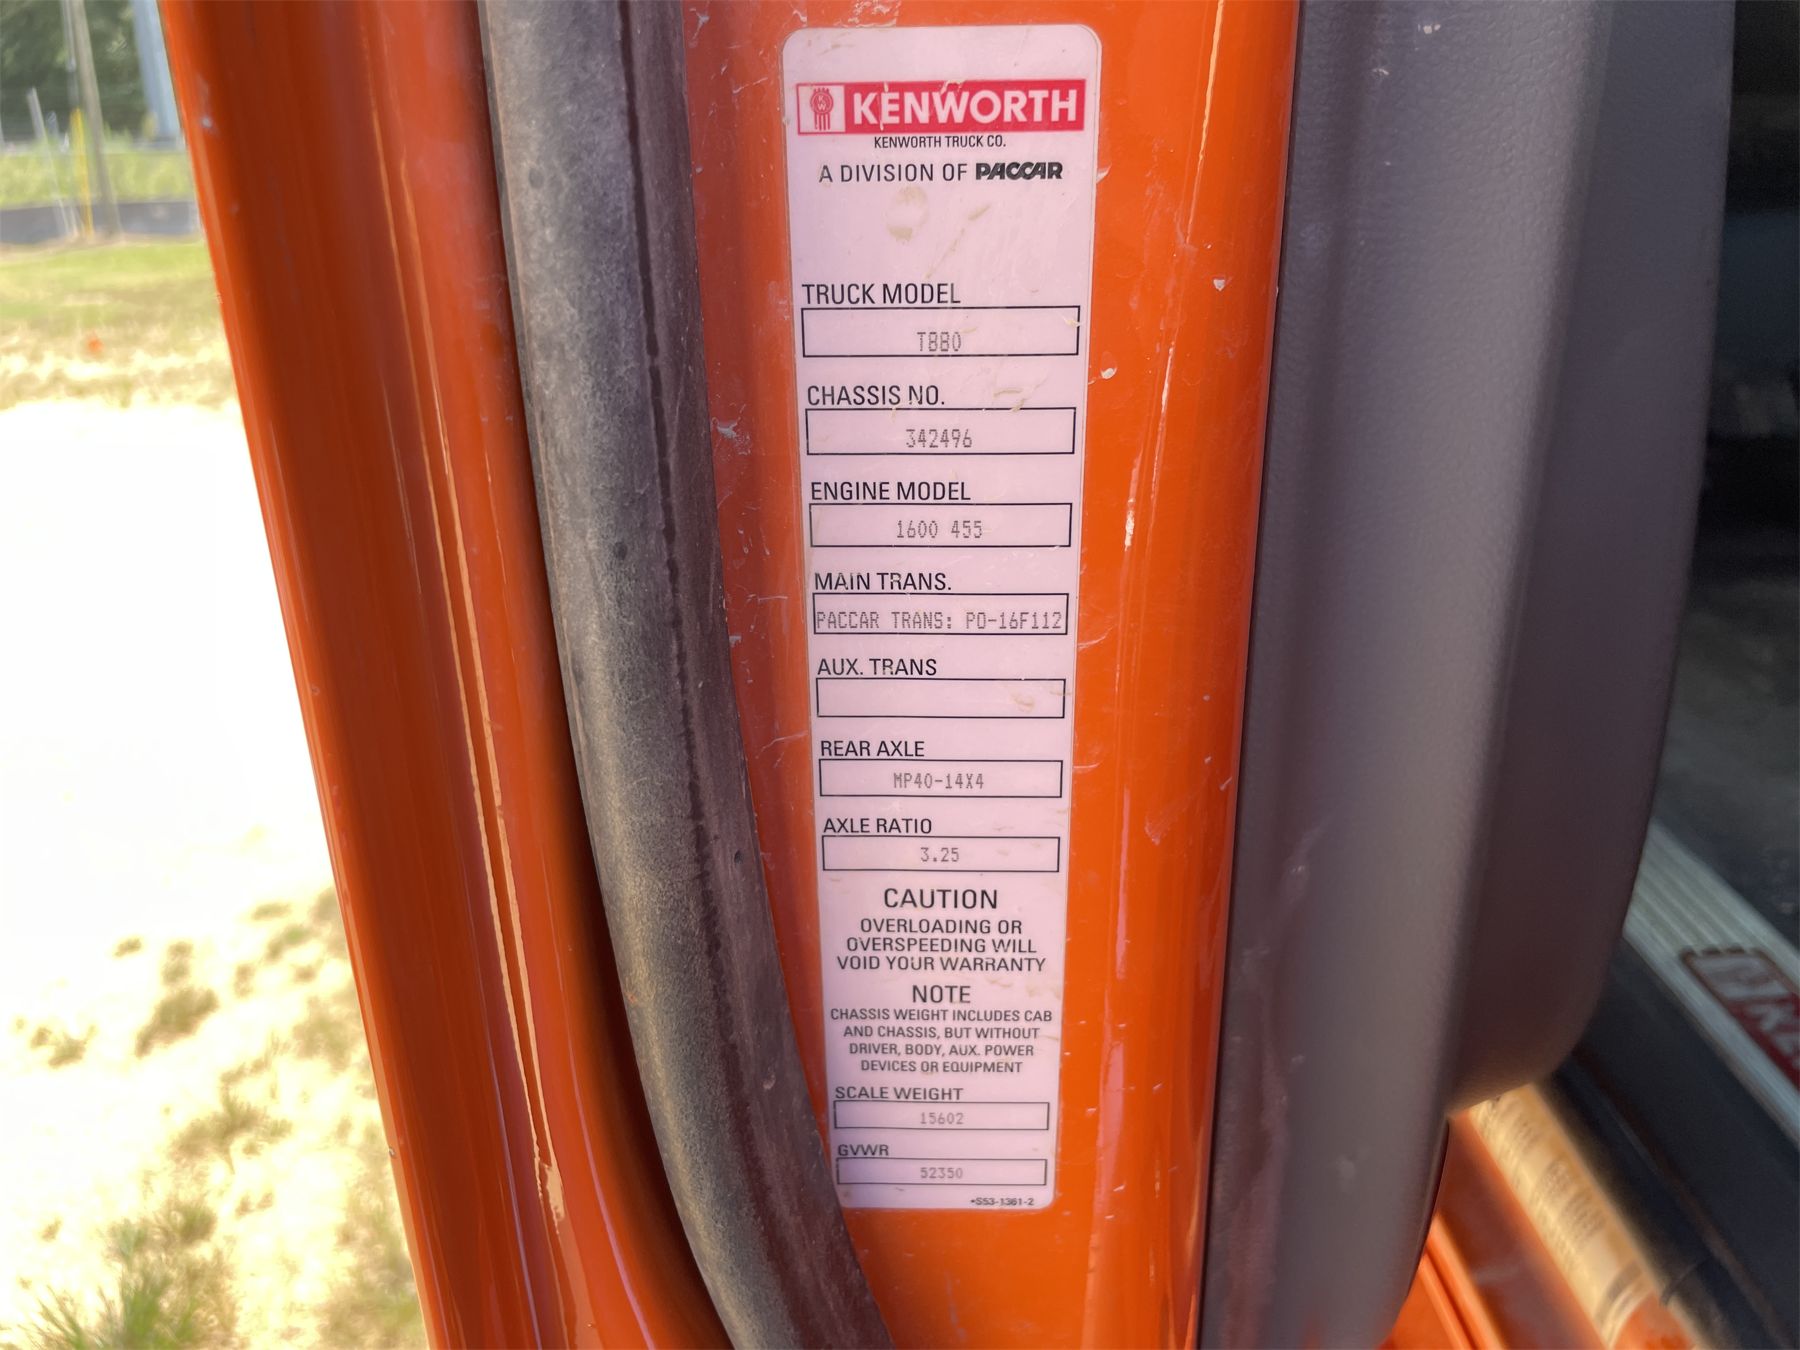 KENWORTH
KENWORTH TRUCK CO.
A DIVISION OF PACCAR
TRUCK MODEL
T880
CHASSIS NO.
342496
ENGINE MODEL
1600 455
MAIN TRANS.
PACCAR TRANS: PO-16F112
AUX. TRANS
REAR AXLE
MP40-14X4
AXLE RATIO
3.25
CAUTION
OVERLOADING OR
OVERSPEEDING WILL
VOID YOUR WARRANTY
NOTE
CHASSIS WEIGHT INCLUDES CAB
AND CHASSIS, BUT WITHOUT
DRIVER, BODY, AUX. POWER
DEVICES OR EQUIPMENT
SCALE WEIGHT
15602
GVWR
52350
•S53-1361-2